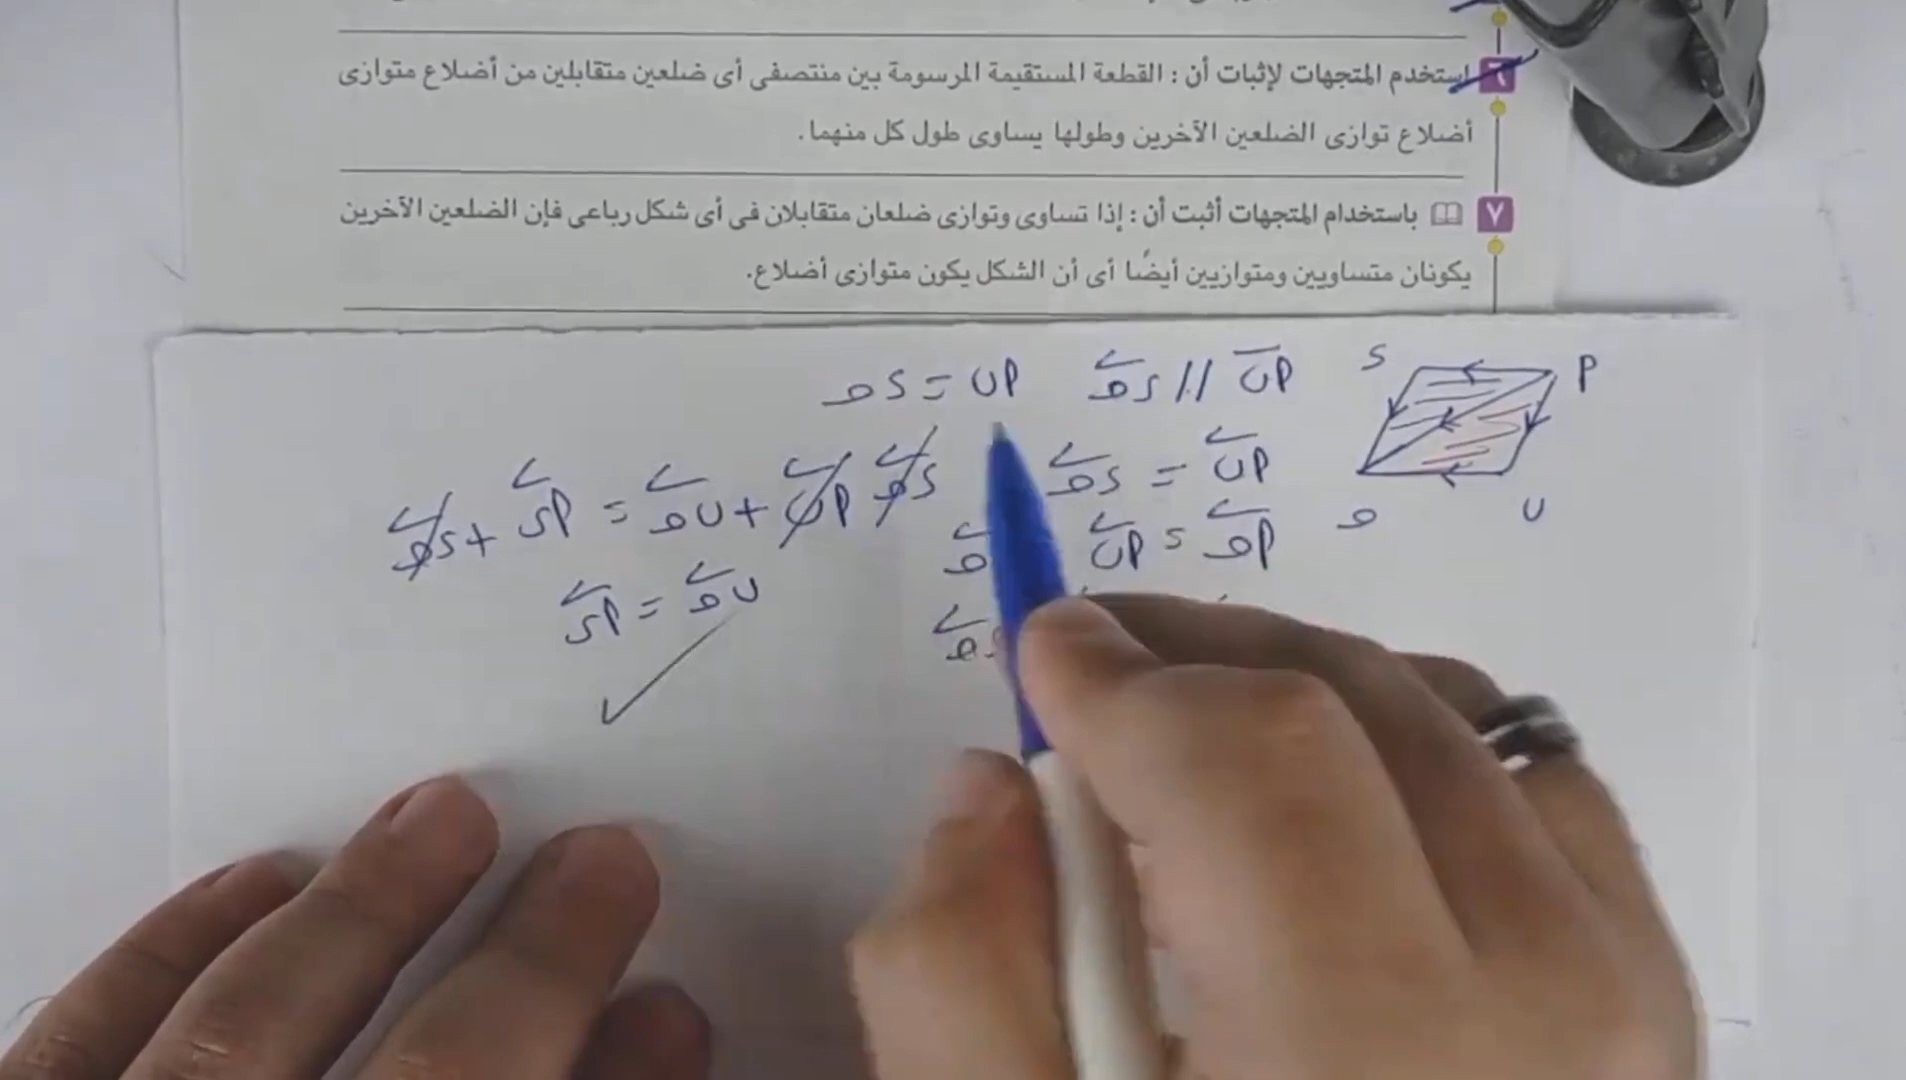 ٦ استخدم المتجهات لإثبات أن : القطعة المستقيمة المرسومة بين منتصفى أى ضلعين متقابلين من أضلاع متوازى
أضلاع توازى الضلعين الآخرين وطولها يساوى طول كل منهما.
٧ باستخدام المتجهات أثبت أن : إذا تساوى وتوازى ضلعان متقابلان فى أى شكل رباعى فإن الضلعين الآخرين
يكونان متساويين ومتوازيين أيضًا أى أن الشكل يكون متوازى أضلاع.
ء م
م ب // ء ح م ب = ء ح
م ب = ء ح
م ح = م ب
ح ب
م ب + ب ح = م ء + ء ح
ب ح = م ء